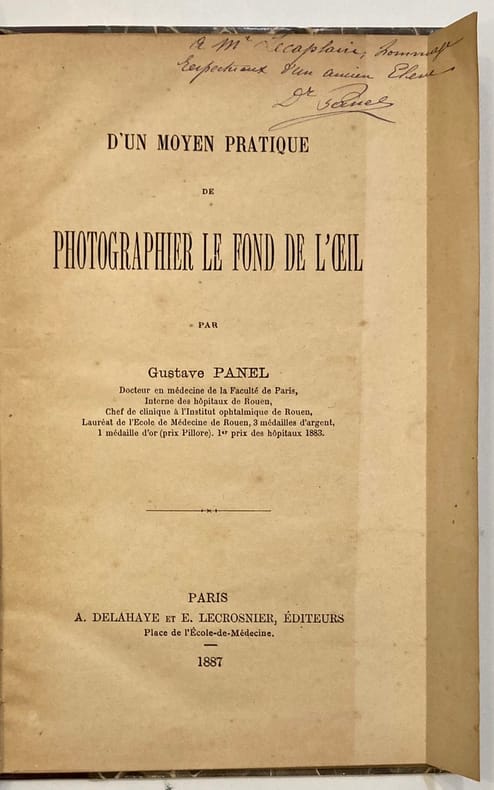 A Mr Lecaplain, hommage
respectueux d'un ancien Elève
Dr Panel
D'UN MOYEN PRATIQUE
DE
PHOTOGRAPHIER LE FOND DE L'ŒIL
PAR
Gustave PANEL
Docteur en médecine de la Faculté de Paris,
Interne des hôpitaux de Rouen,
Chef de clinique à l'Institut ophtalmique de Rouen,
Lauréat de l'Ecole de Médecine de Rouen, 3 médailles d'argent,
1 médaille d'or (prix Pillore). 1er prix des hôpitaux 1883.
PARIS
A. DELAHAYE ET E. LECROSNIER, ÉDITEURS
Place de l'École-de-Médecine.
1887